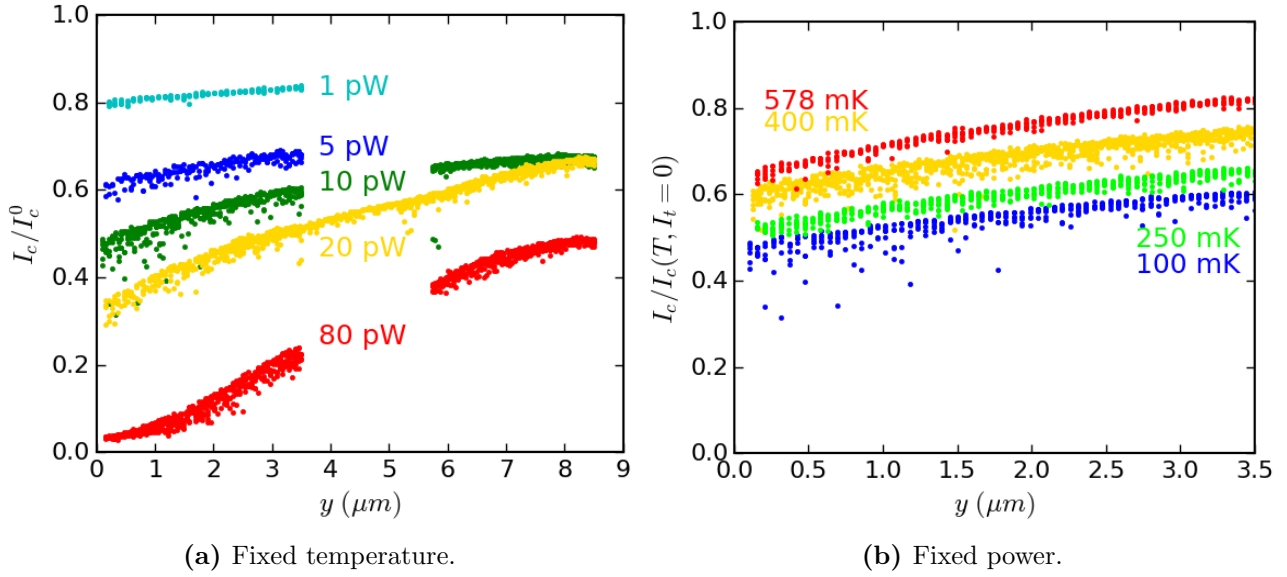 1.0
0.8
0.6
0.4
0.2
0.0
I_c/I_c^0
1 pW
5 pW
10 pW
20 pW
80 pW
0 1 2 3 4 5 6 7 8 9
y (μm)
(a) Fixed temperature.
1.0
0.8
0.6
0.4
0.2
0.0
I_c/I_c(T, I_t = 0)
578 mK
400 mK
250 mK
100 mK
0.0 0.5 1.0 1.5 2.0 2.5 3.0 3.5
y (μm)
(b) Fixed power.